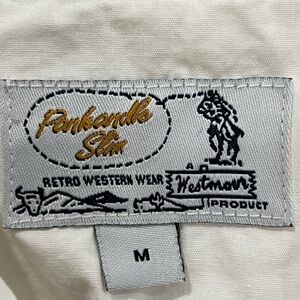 Panhandle
Slim
RETRO WESTERN WEAR
A
Westmoor
PRODUCT
M